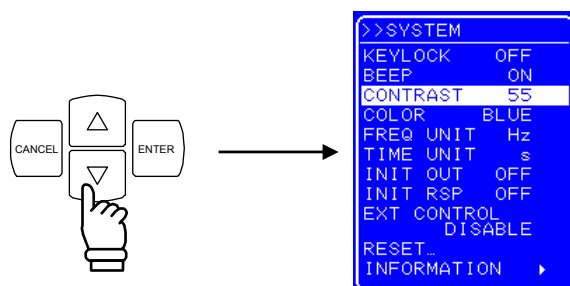 CANCEL
ENTER
>>SYSTEM
KEYLOCK OFF
BEEP ON
CONTRAST 55
COLOR BLUE
FREQ UNIT Hz
TIME UNIT s
INIT OUT OFF
INIT RSP OFF
EXT CONTROL
DISABLE
RESET…
INFORMATION